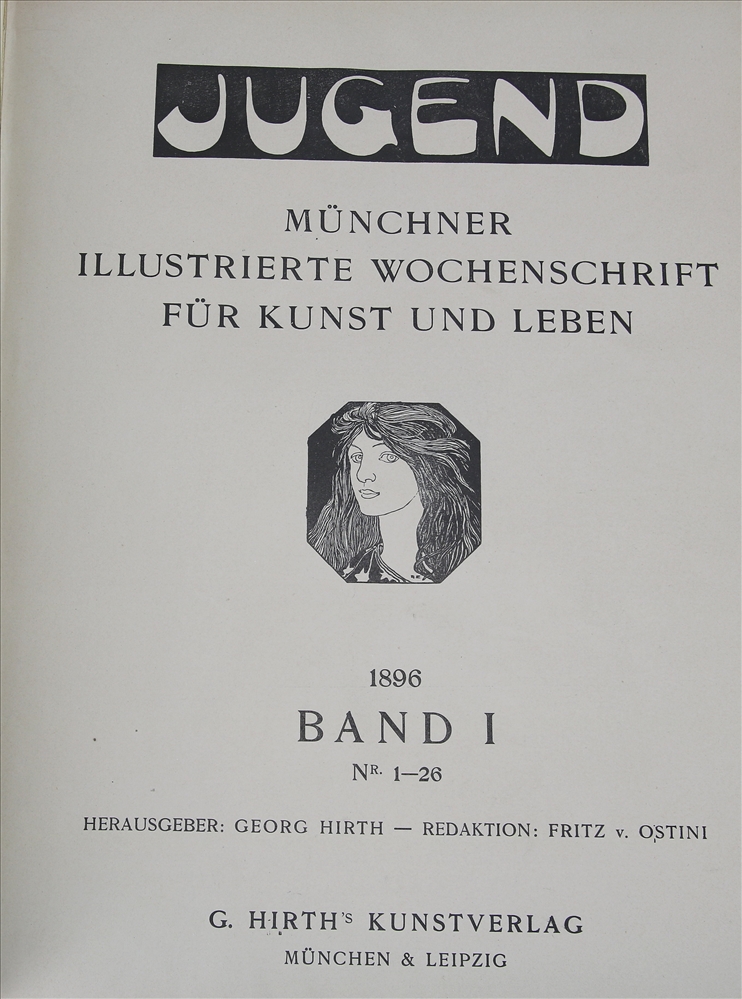 JUGEND
MÜNCHNER
ILLUSTRIERTE WOCHENSCHRIFT
FÜR KUNST UND LEBEN
1896
BAND I
NR. 1—26
HERAUSGEBER: GEORG HIRTH — REDAKTION: FRITZ v. OSTINI
G. HIRTH'S KUNSTVERLAG
MÜNCHEN & LEIPZIG